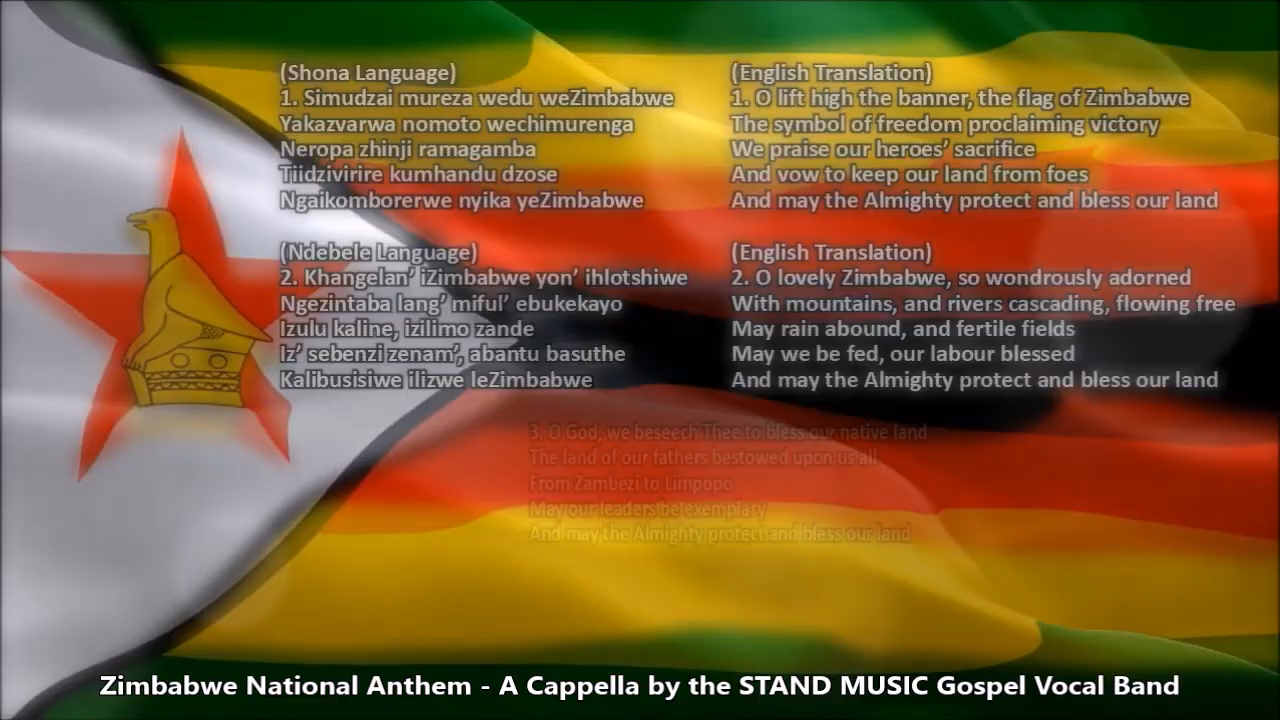 (Shona Language)
1. Simudzai mureza wedu weZimbabwe
Yakazvarwa nomoto wechimurenga
Neropa zhinji ramagamba
Tiidzivirire kumhandu dzose
Ngaikomborerwe nyika yeZimbabwe
(English Translation)
1. O lift high the banner, the flag of Zimbabwe
The symbol of freedom proclaiming victory
We praise our heroes’ sacrifice
And vow to keep our land from foes
And may the Almighty protect and bless our land
(Ndebele Language)
2. Khangelan’ iZimbabwe yon’ ihlotshiwe
Ngezintaba lang’ miful’ ebukekayo
Izulu kaline, izilimo zande
Iz’ sebenzi zenam’, abantu basuthe
Kalibusisiwe ilizwe leZimbabwe
(English Translation)
2. O lovely Zimbabwe, so wondrously adorned
With mountains, and rivers cascading, flowing free
May rain abound, and fertile fields
May we be fed, our labour blessed
And may the Almighty protect and bless our land
3. O God, we beseech Thee to bless our native land
The land of our fathers bestowed upon us all
From Zambezi to Limpopo
May our leaders be exemplary
And may the Almighty protect and bless our land
Zimbabwe National Anthem - A Cappella by the STAND MUSIC Gospel Vocal Band